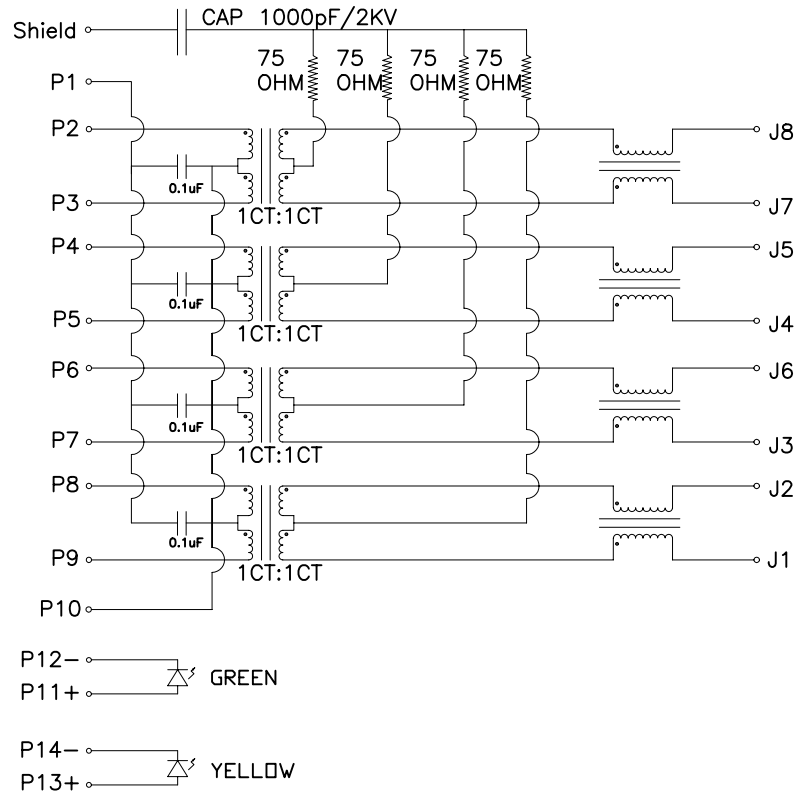 CAP 1000pF/2KV
Shield
75 OHM
75 OHM
75 OHM
75 OHM
P1
P2
J8
0.1uF
P3
1CT:1CT
J7
P4
J5
0.1uF
P5
1CT:1CT
J4
P6
J6
0.1uF
P7
1CT:1CT
J3
P8
J2
0.1uF
P9
1CT:1CT
J1
P10
P12-
GREEN
P11+
P14-
YELLOW
P13+